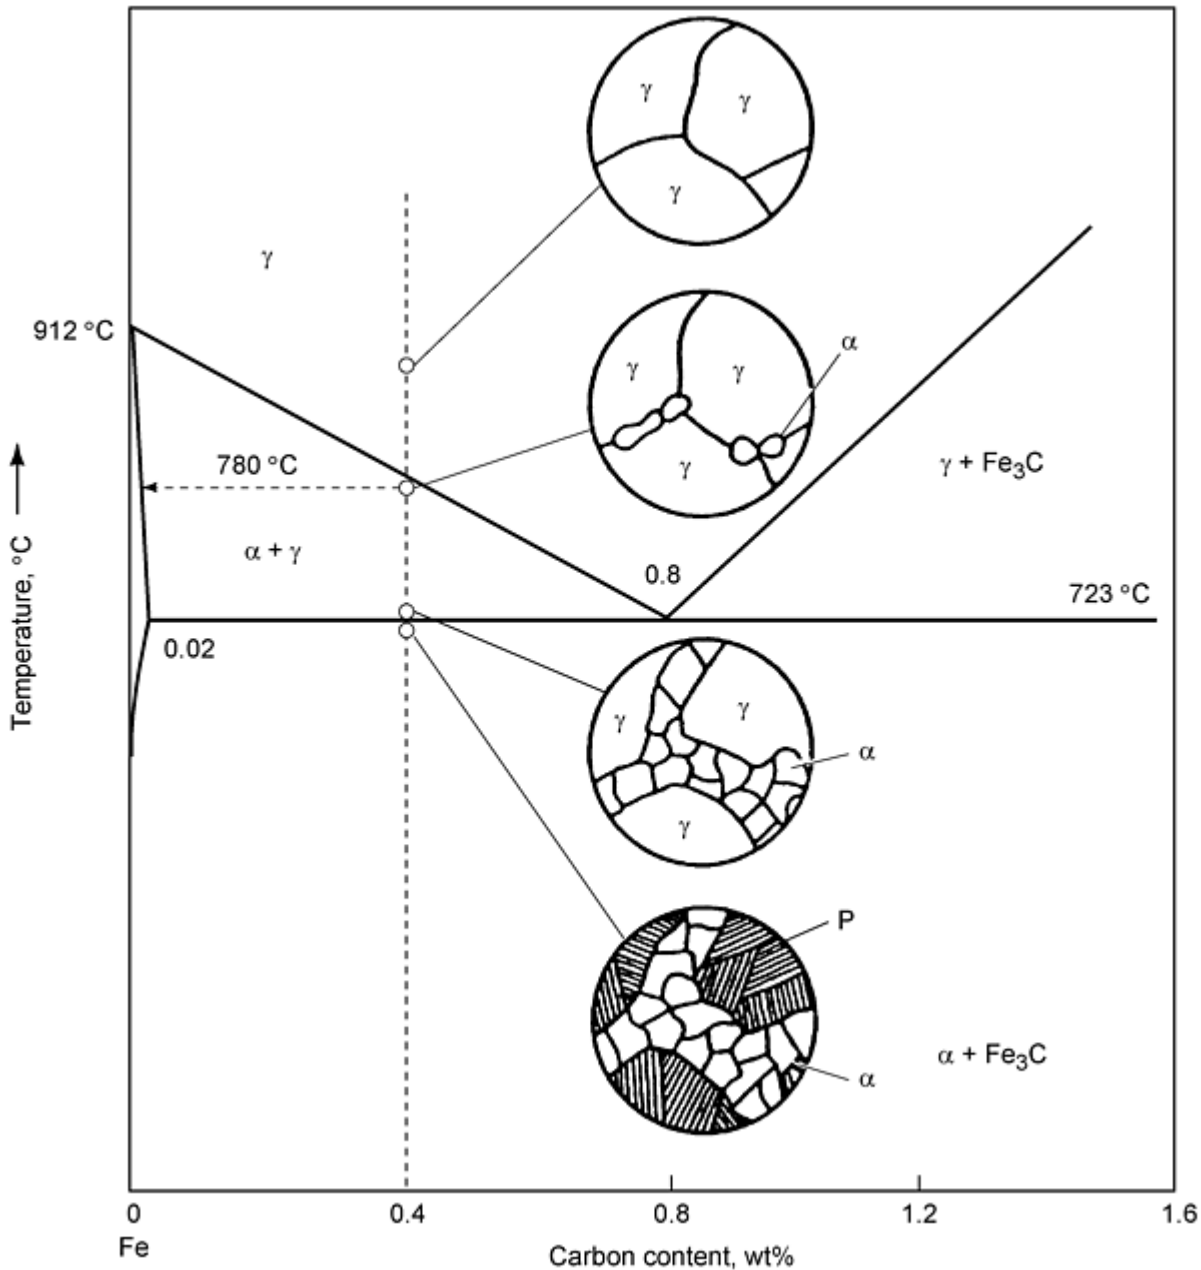 γ
γ
γ
γ
912 °C
γ
γ
α
780 °C
γ
γ + Fe₃C
α + γ
0.8
723 °C
0.02
γ
γ
α
γ
P
α + Fe₃C
α
Temperature, °C
0
0.4
0.8
1.2
1.6
Fe
Carbon content, wt%